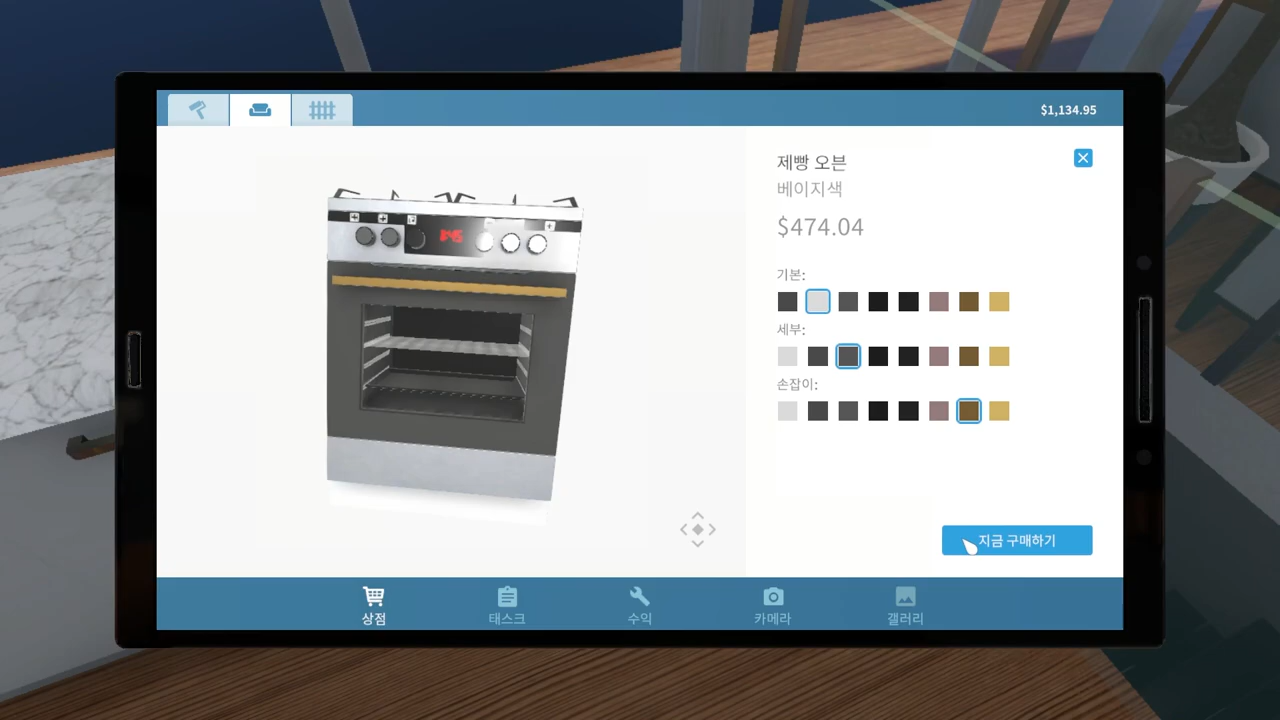 $1,134.95
제빵 오븐
베이지색
$474.04
기본:
세부:
손잡이:
지금 구매하기
상점
태스크
수익
카메라
갤러리